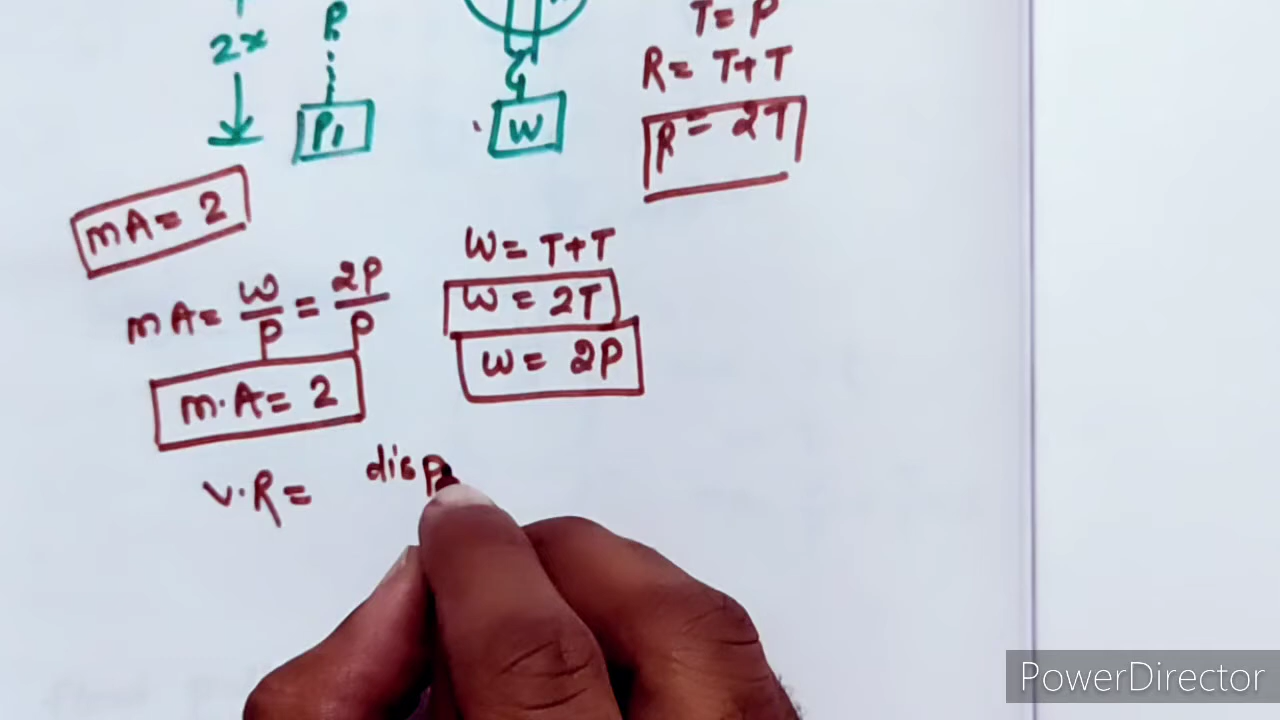 T = P
2x
R = T+T
R = 2T
P1
W
mA = 2
W = T+T
mA = W/P = 2P/P
W = 2T
W = 2P
m.A = 2
V.R = disp
PowerDirector